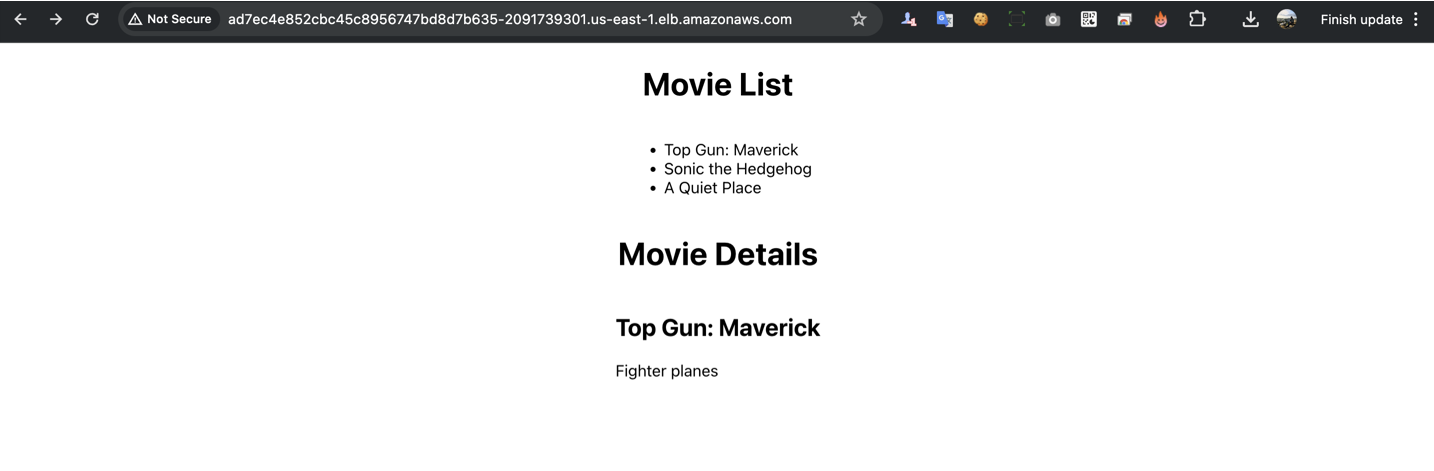 Not Secure ad7ec4e852cbc45c8956747bd8d7b635-2091739301.us-east-1.elb.amazonaws.com Finish update
Movie List
Top Gun: Maverick
Sonic the Hedgehog
A Quiet Place
Movie Details
Top Gun: Maverick
Fighter planes